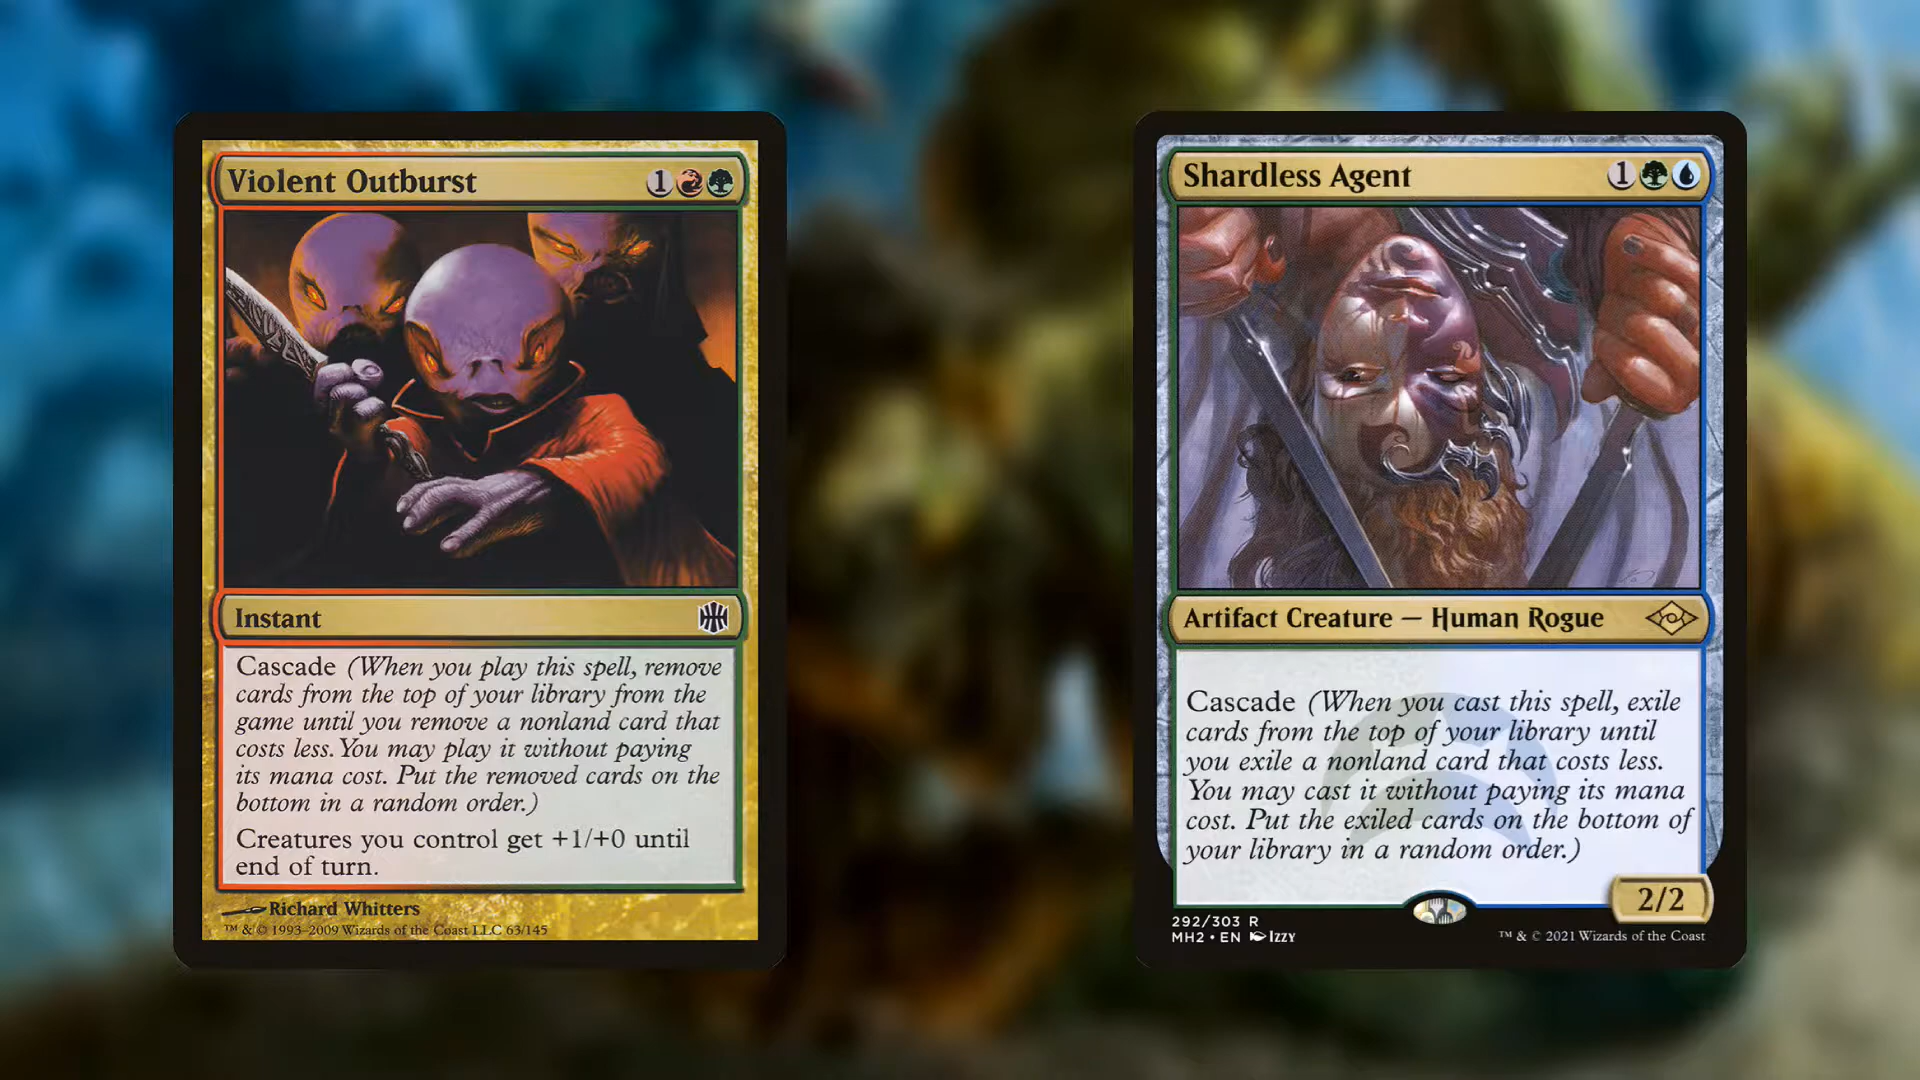 Violent Outburst
1
Instant
Cascade (When you play this spell, remove
cards from the top of your library from the
game until you remove a nonland card that
costs less. You may play it without paying
its mana cost. Put the removed cards on the
bottom in a random order.)
Creatures you control get +1/+0 until
end of turn.
Richard Whitters
™ & © 1993–2009 Wizards of the Coast LLC 63/145
Shardless Agent
1
Artifact Creature — Human Rogue
Cascade (When you cast this spell, exile
cards from the top of your library until
you exile a nonland card that costs less.
You may cast it without paying its mana
cost. Put the exiled cards on the bottom of
your library in a random order.)
2/2
292/303 R
MH2 • EN Izzy
™ & © 2021 Wizards of the Coast